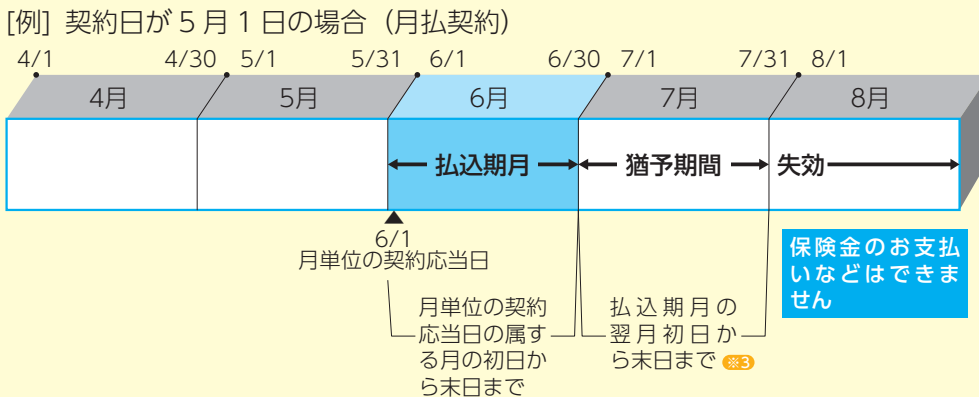 [例] 契約日が5月1日の場合（月払契約）
4/1 4/30 5/1 5/31 6/1 6/30 7/1 7/31 8/1
4月 5月 6月 7月 8月
払込期月 猶予期間 失効
6/1
月単位の契約応当日
保険金のお支払
いなどはできま
せん
月単位の契約
応当日の属す
る月の初日か
ら末日まで
払込期月の
翌月初日か
ら末日まで ※3